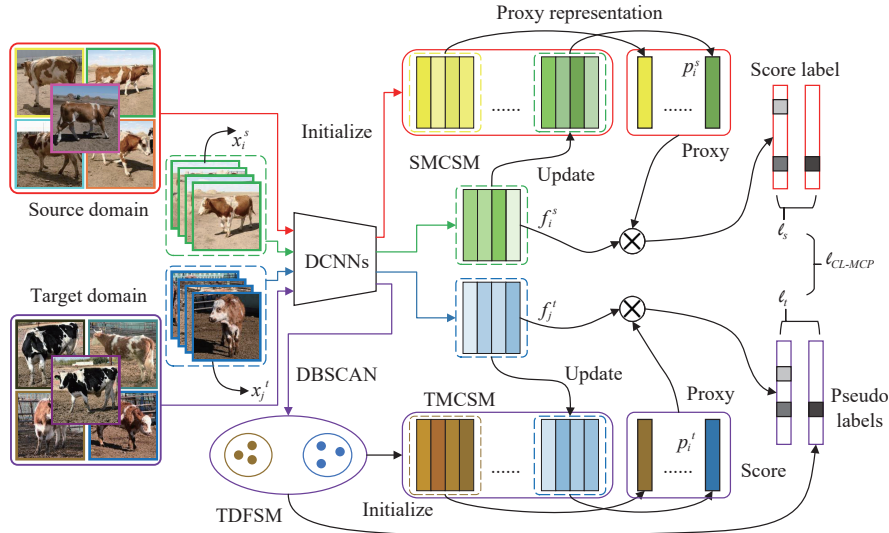 Proxy representation
Source domain
x_i^s
Initialize
SMCSM
Update
p_i^s
Proxy
Score label
f_i^s
ℓ_s
DCNNs
ℓ_CL-MCP
Target domain
x_j^t
f_j^t
ℓ_t
DBSCAN
TMCSM
Update
Proxy
p_i^t
Pseudo
labels
Score
TDFSM
Initialize
......
......
......
......